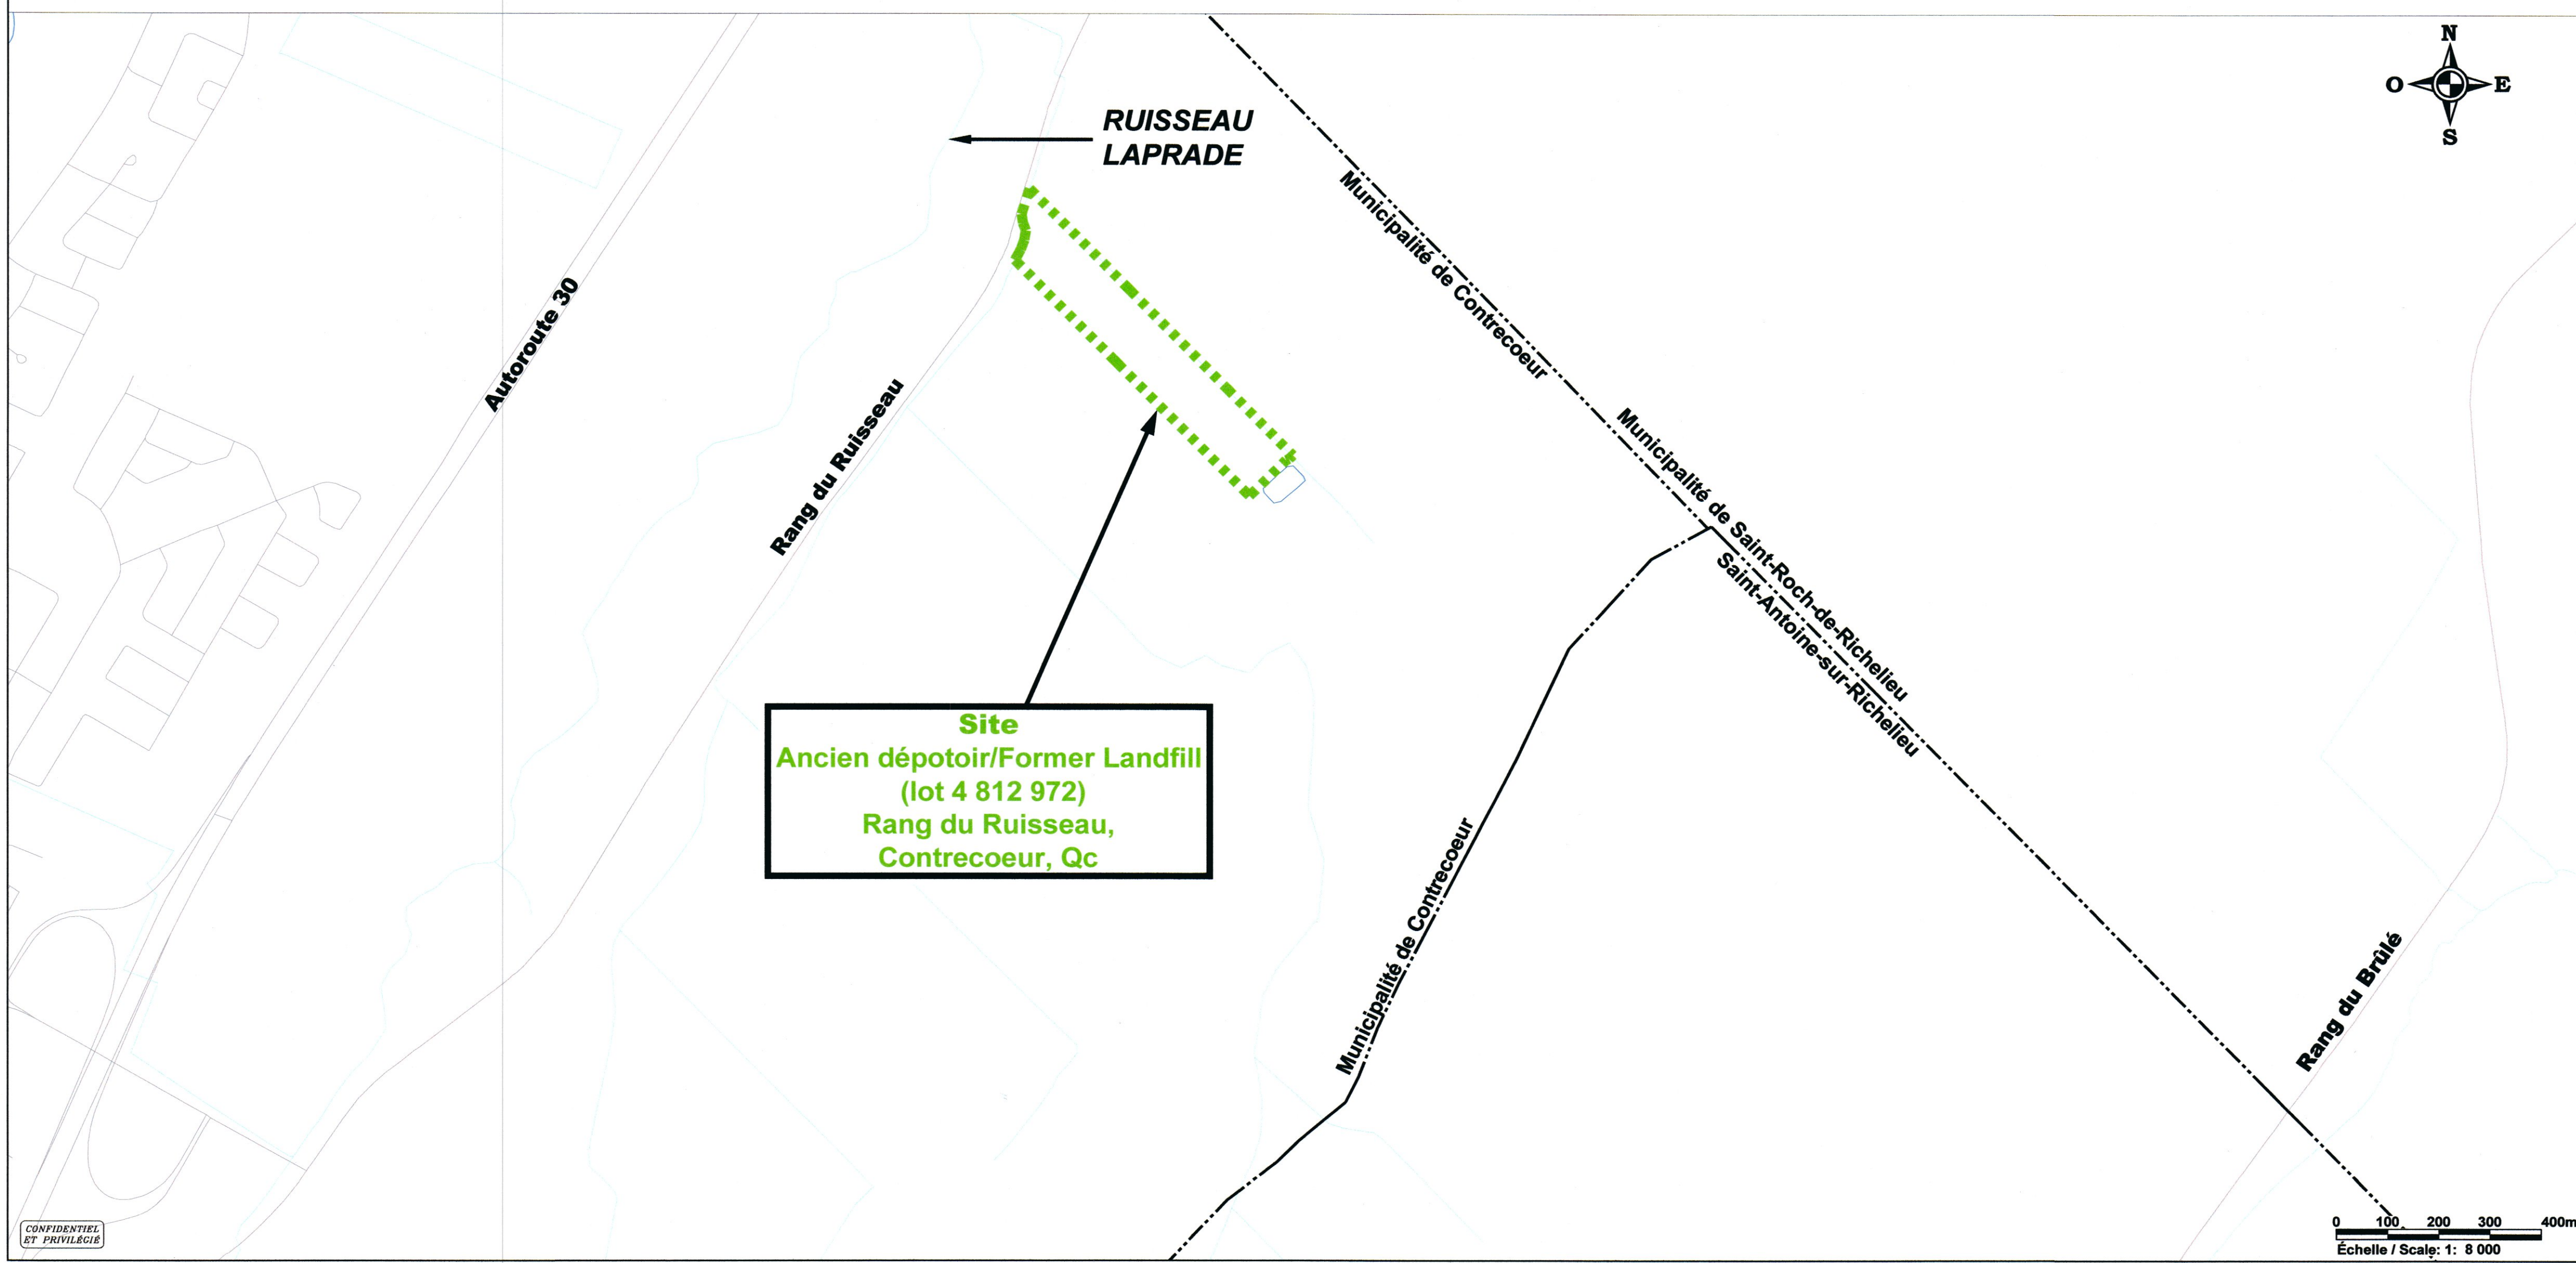 N
O
E
S
RUISSEAU
LAPRADE
Municipalité de Contrecoeur
Autoroute 30
Rang du Ruisseau
Municipalité de Saint-Roch-de-Richelieu
Saint-Antoine-sur-Richelieu
Site
Ancien dépotoir/Former Landfill
(lot 4 812 972)
Rang du Ruisseau,
Contrecoeur, Qc
Municipalité de Contrecoeur
Rang du Brûlé
CONFIDENTIEL
ET PRIVILÉGIÉ
0 100 200 300 400m
Échelle / Scale: 1: 8 000